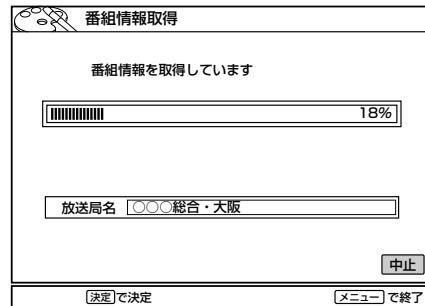 番組情報取得
番組情報を取得しています
18%
放送局名 ○○○総合・大阪
中止
決定で決定 メニューで終了